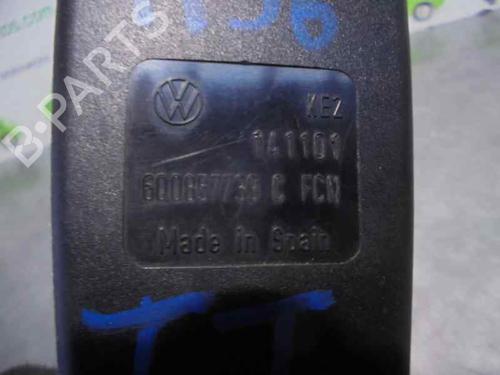 B-PARTS
KEZ
141101
6Q0857739 C FCN
Made in Spain